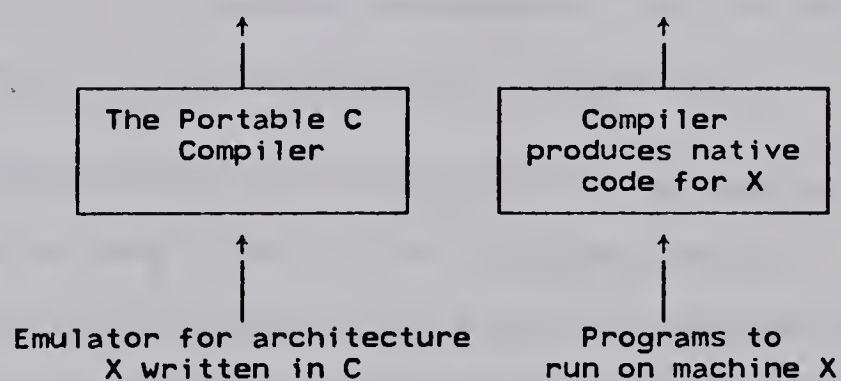 The Portable C
Compiler
Compiler
produces native
code for X
Emulator for architecture
X written in C
Programs to
run on machine X